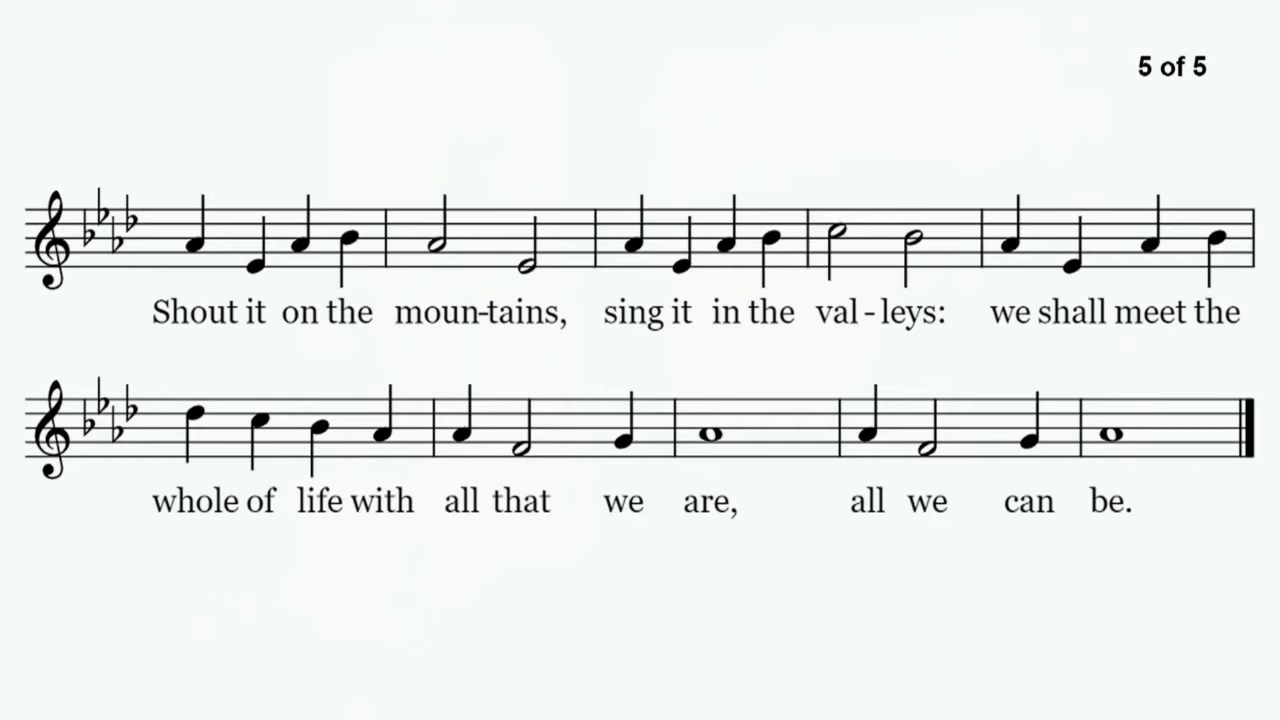 5 of 5
Shout it on the moun-tains, sing it in the val-leys: we shall meet the
whole of life with all that we are, all we can be.